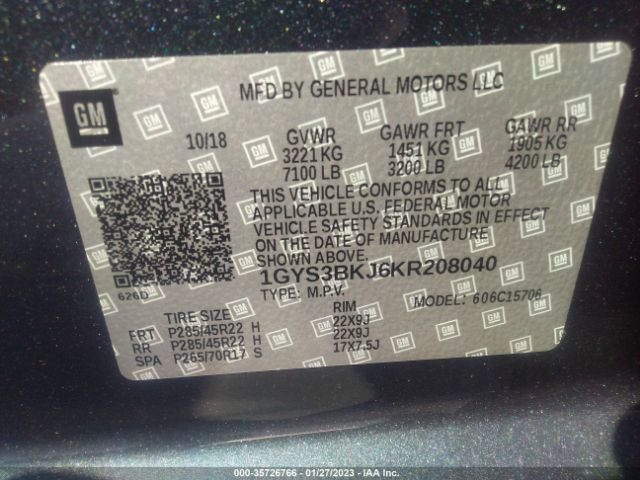 MFD BY GENERAL MOTORS LLC
GM
10/18 GVWR GAWR FRT GAWR RR
3221 KG 1451 KG 1905 KG
7100 LB 3200 LB 4200 LB
THIS VEHICLE CONFORMS TO ALL
APPLICABLE U.S. FEDERAL MOTOR
VEHICLE SAFETY STANDARDS IN EFFECT
ON THE DATE OF MANUFACTURE
SHOWN ABOVE.
1GYS3BKJ6KR208040
626D TYPE: M.P.V. MODEL: 606C15706
TIRE SIZE RIM
FRT P285/45R22 H 22X9J
RR P285/45R22 H 22X9J
SPA P265/70R17 S 17X7.5J
000-35726766 - 01/27/2023 - IAA Inc.